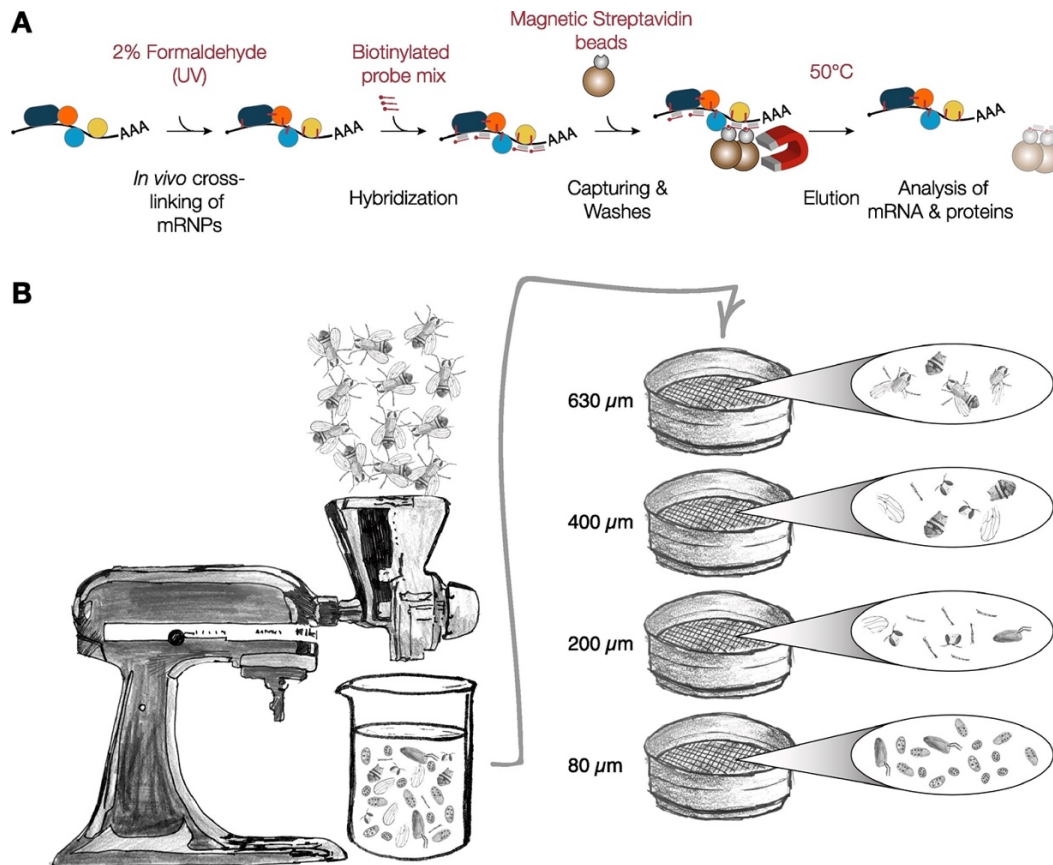 A
2% Formaldehyde
(UV)
Biotinylated
probe mix
Magnetic Streptavidin
beads
50°C
AAA
AAA
AAA
AAA
AAA
In vivo cross-
linking of
mRNPs
Hybridization
Capturing &
Washes
Elution
Analysis of
mRNA & proteins
B
630 µm
400 µm
200 µm
80 µm